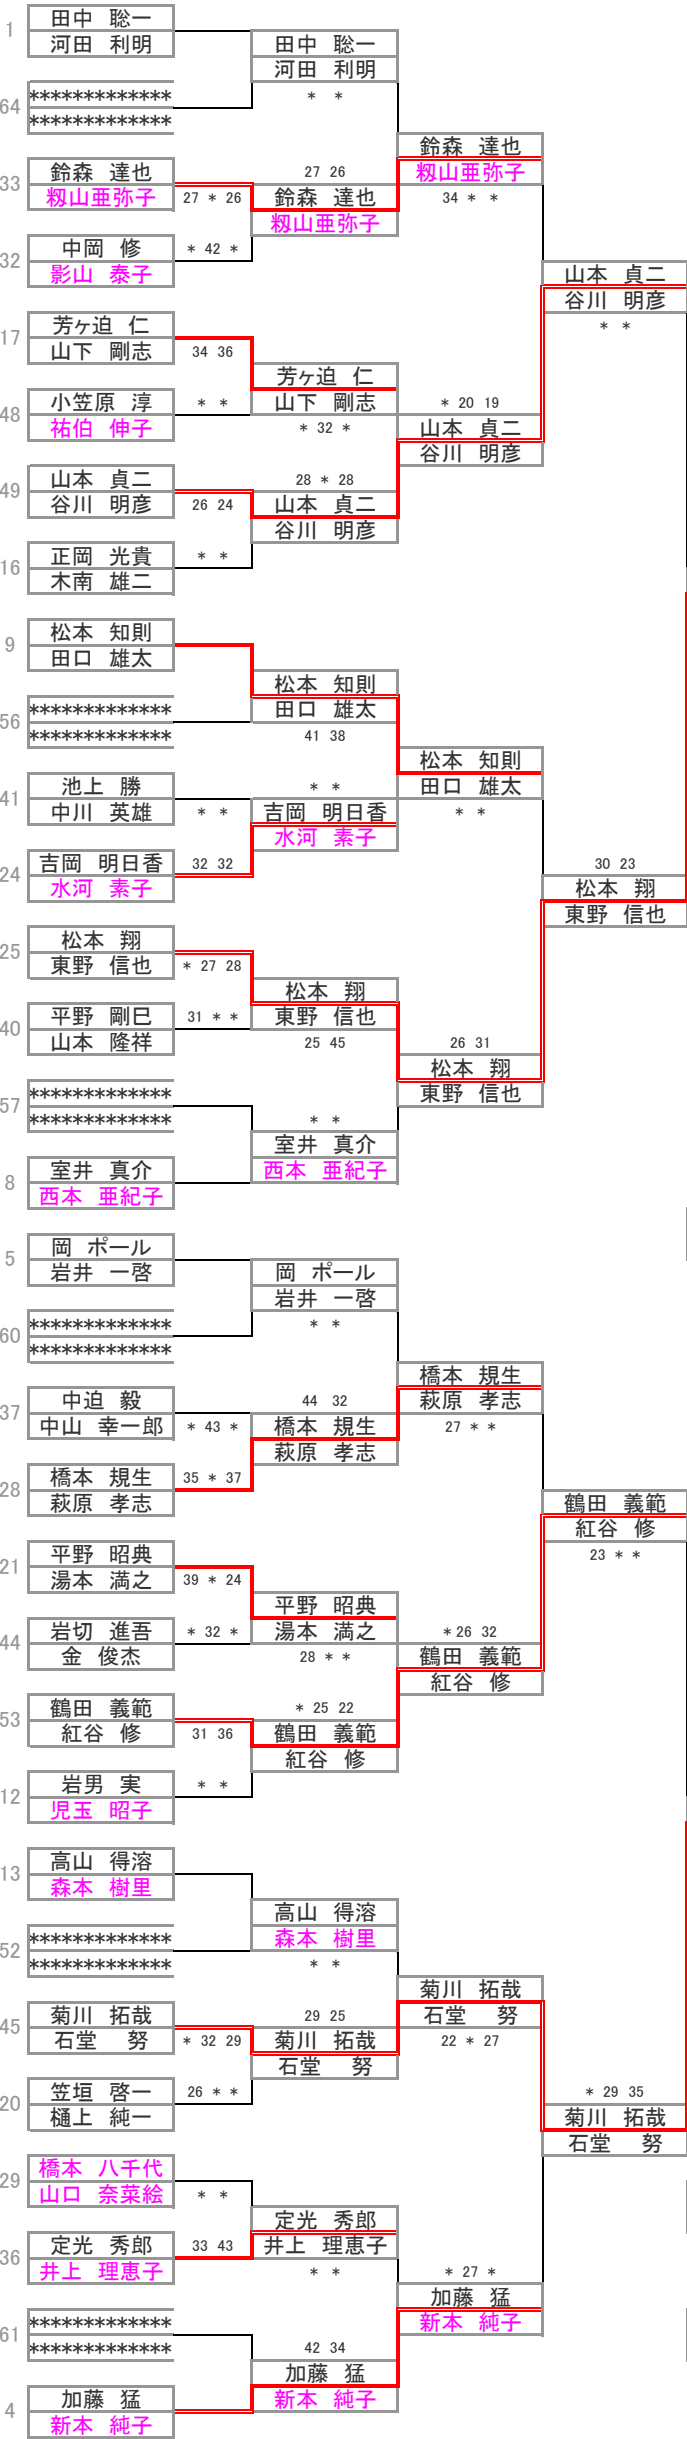 1
田中 聡一
河田 利明
田中 聡一
河田 利明
64
*************
*************
* *
鈴森 達也
籾山亜弥子
34 * *
33
鈴森 達也
籾山亜弥子
27 * 26
27 26
鈴森 達也
籾山亜弥子
32
中岡 修
影山 泰子
* 42 *
山本 貞二
谷川 明彦
* *
17
芳ヶ迫 仁
山下 剛志
34 36
芳ヶ迫 仁
山下 剛志
* 32 *
48
小笠原 淳
祐伯 伸子
* *
* 20 19
山本 貞二
谷川 明彦
49
山本 貞二
谷川 明彦
26 24
28 * 28
山本 貞二
谷川 明彦
16
正岡 光貴
木南 雄二
* *
9
松本 知則
田口 雄太
松本 知則
田口 雄太
41 38
56
*************
*************
松本 知則
田口 雄太
* *
41
池上 勝
中川 英雄
* *
* *
吉岡 明日香
水河 素子
24
吉岡 明日香
水河 素子
32 32
30 23
松本 翔
東野 信也
25
松本 翔
東野 信也
* 27 28
松本 翔
東野 信也
25 45
40
平野 剛巳
山本 隆祥
31 * *
26 31
松本 翔
東野 信也
57
*************
*************
* *
室井 真介
西本 亜紀子
8
室井 真介
西本 亜紀子
5
岡 ポール
岩井 一啓
岡 ポール
岩井 一啓
* *
60
*************
*************
橋本 規生
萩原 孝志
27 * *
37
中迫 毅
中山 幸一郎
* 43 *
44 32
橋本 規生
萩原 孝志
28
橋本 規生
萩原 孝志
35 * 37
鶴田 義範
紅谷 修
23 * *
21
平野 昭典
湯本 満之
39 * 24
平野 昭典
湯本 満之
28 * *
44
岩切 進吾
金 俊杰
* 32 *
* 26 32
鶴田 義範
紅谷 修
53
鶴田 義範
紅谷 修
31 36
* 25 22
鶴田 義範
紅谷 修
12
岩男 実
児玉 昭子
* *
13
高山 得溶
森本 樹里
高山 得溶
森本 樹里
* *
52
*************
*************
菊川 拓哉
石堂 努
22 * 27
45
菊川 拓哉
石堂 努
* 32 29
29 25
菊川 拓哉
石堂 努
20
笠垣 啓一
樋上 純一
26 * *
* 29 35
菊川 拓哉
石堂 努
29
橋本 八千代
山口 奈菜絵
* *
定光 秀郎
井上 理恵子
* *
36
定光 秀郎
井上 理恵子
33 43
* 27 *
加藤 猛
新本 純子
61
*************
*************
42 34
加藤 猛
新本 純子
4
加藤 猛
新本 純子